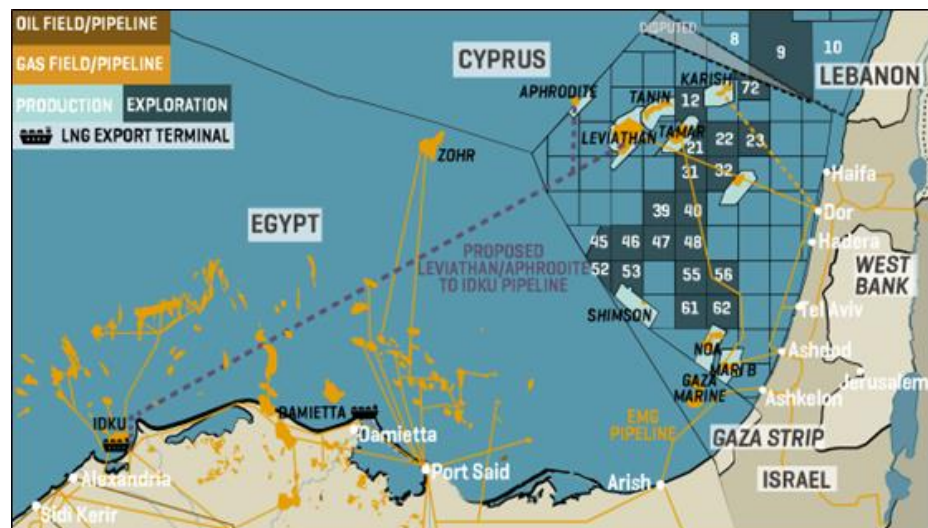 OIL FIELD/PIPELINE
GAS FIELD/PIPELINE
PRODUCTION
EXPLORATION
LNG EXPORT TERMINAL
CYPRUS
DISPUTED
8
9
10
LEBANON
APHRODITE
TANIN
12
KARISH
72
LEVIATHAN
TAMAR
21
22
23
ZOHR
31
32
Haifa
EGYPT
39
40
Dor
45
46
47
48
Hadera
PROPOSED
LEVIATHAN/APHRODITE
TO IDKU PIPELINE
WEST
BANK
52
53
55
56
SHIMSON
61
62
Tel Aviv
NOA
MARI B
Ashdod
Jerusalem
GAZA
MARINE
Ashkelon
IDKU
DAMIETTA
Damietta
EMG
PIPELINE
GAZA STRIP
Alexandria
Port Said
Arish
ISRAEL
Sidi Kerir